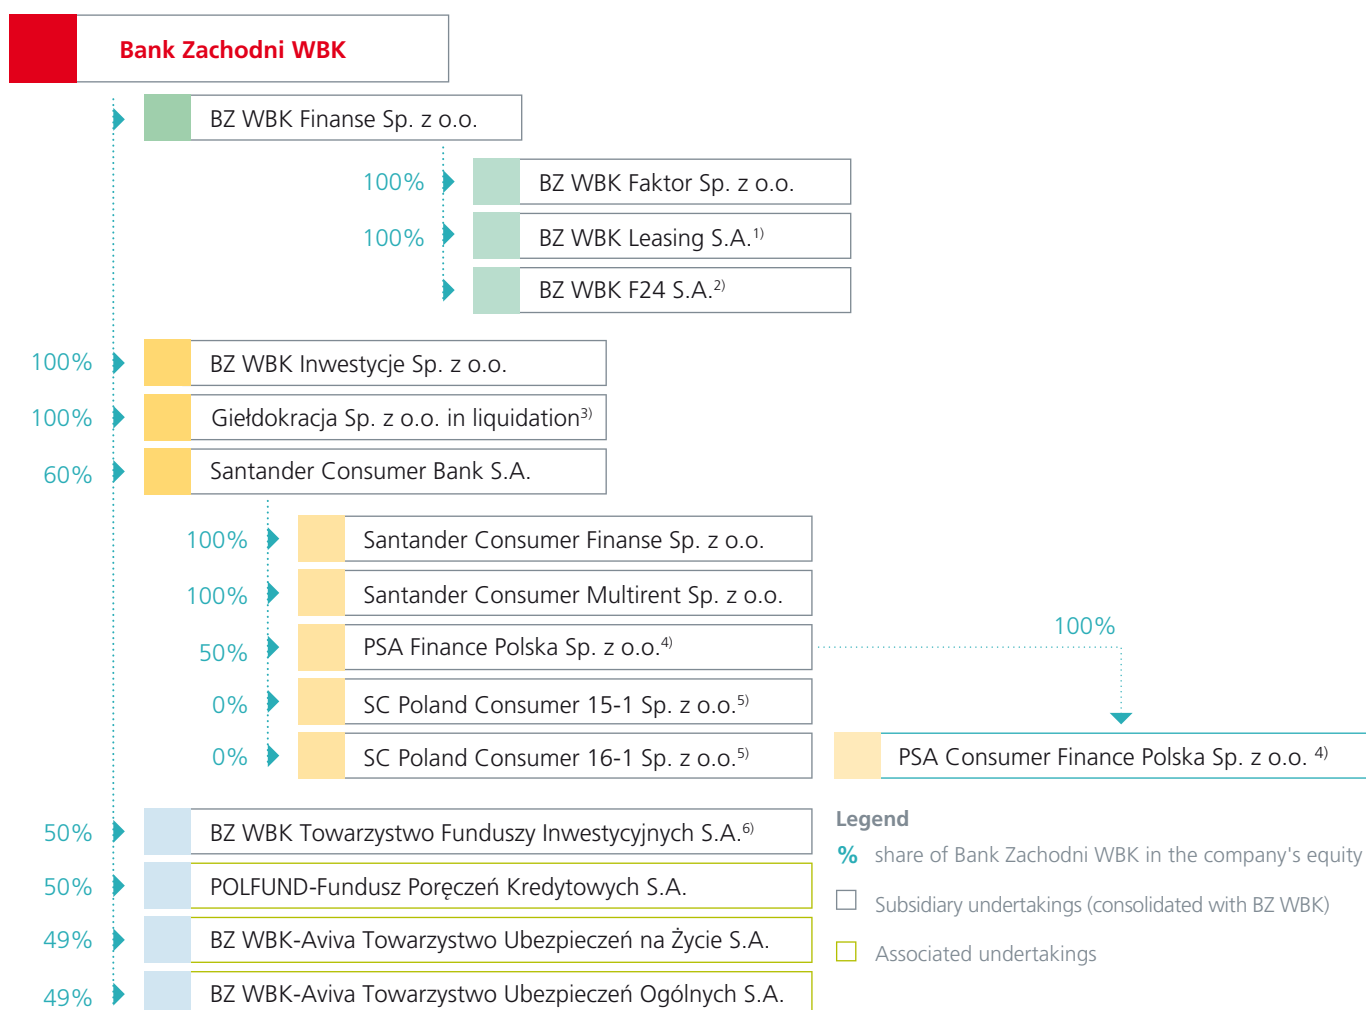 Bank Zachodni WBK
BZ WBK Finanse Sp. z o.o.
100% BZ WBK Faktor Sp. z o.o.
100% BZ WBK Leasing S.A.1)
BZ WBK F24 S.A.2)
100% BZ WBK Inwestycje Sp. z o.o.
100% Giełdokracja Sp. z o.o. in liquidation3)
60% Santander Consumer Bank S.A.
100% Santander Consumer Finanse Sp. z o.o.
100% Santander Consumer Multirent Sp. z o.o.
50% PSA Finance Polska Sp. z o.o.4)
100%
0% SC Poland Consumer 15-1 Sp. z o.o.5)
0% SC Poland Consumer 16-1 Sp. z o.o.5)
PSA Consumer Finance Polska Sp. z o.o. 4)
50% BZ WBK Towarzystwo Funduszy Inwestycyjnych S.A.6)
50% POLFUND-Fundusz Poręczeń Kredytowych S.A.
49% BZ WBK-Aviva Towarzystwo Ubezpieczeń na Życie S.A.
49% BZ WBK-Aviva Towarzystwo Ubezpieczeń Ogólnych S.A.
Legend
% share of Bank Zachodni WBK in the company's equity
Subsidiary undertakings (consolidated with BZ WBK)
Associated undertakings